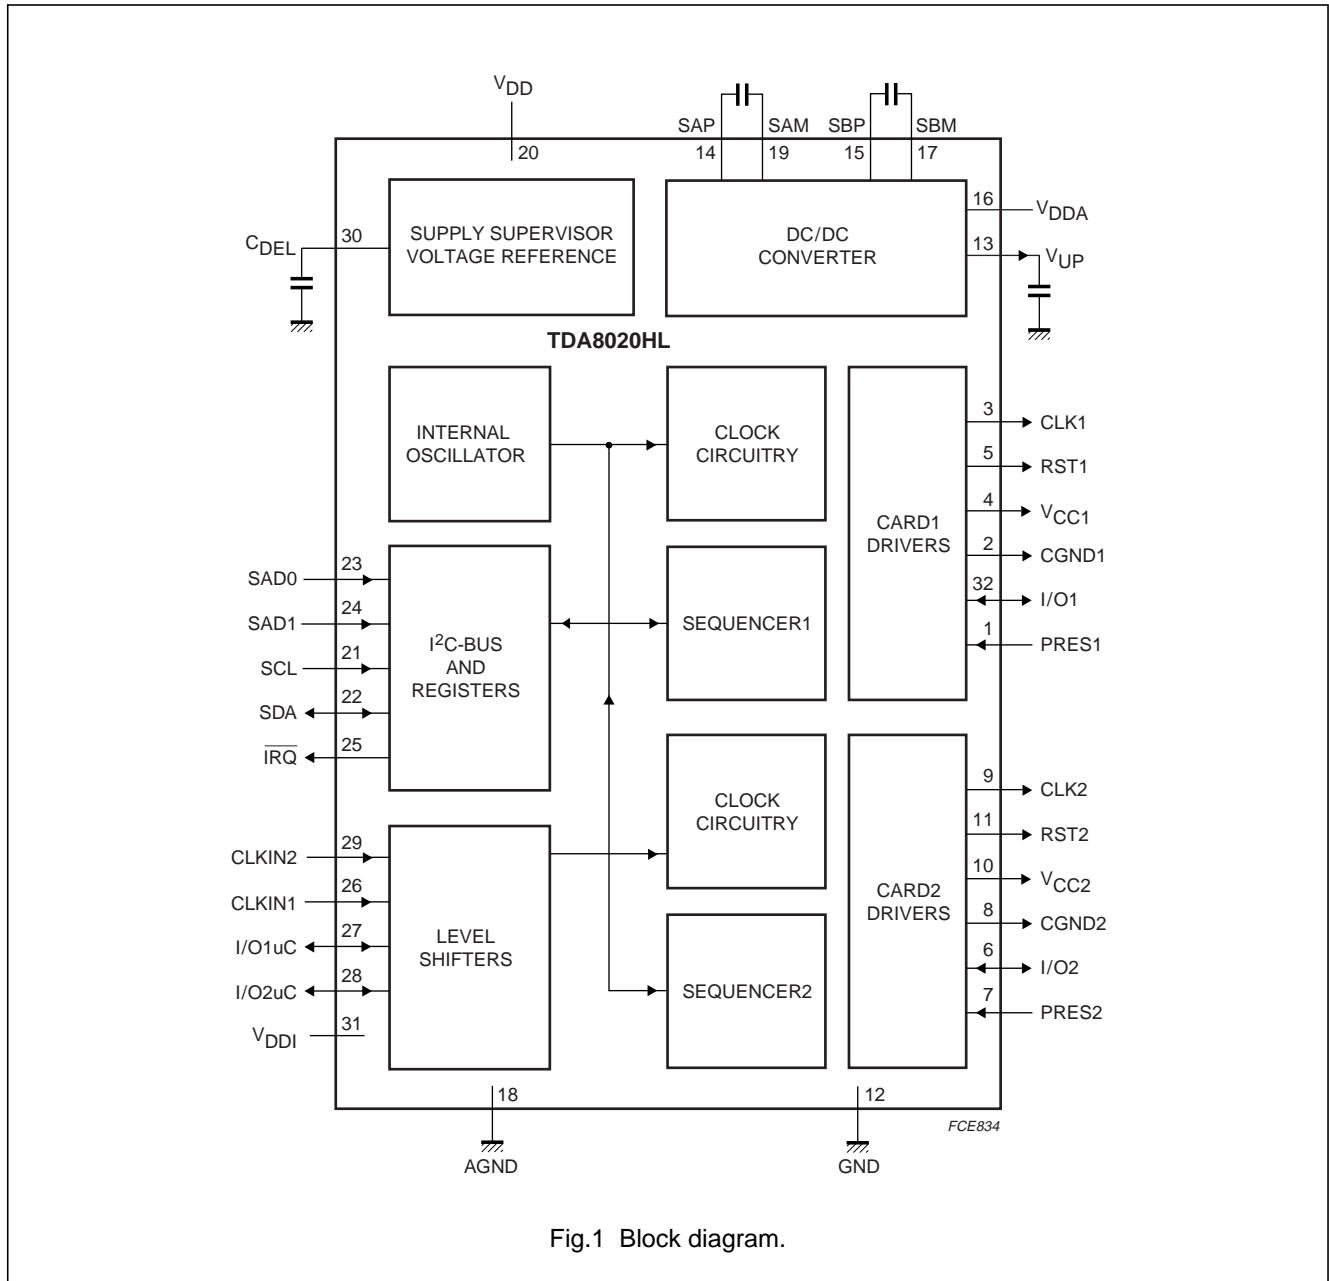 VDD
SAP SAM SBP SBM
20 14 19 15 17
SUPPLY SUPERVISOR
VOLTAGE REFERENCE
DC/DC
CONVERTER
CDEL 30
16 VDDA
13 VUP
TDA8020HL
INTERNAL
OSCILLATOR
CLOCK
CIRCUITRY
CARD1
DRIVERS
3 CLK1
5 RST1
4 VCC1
2 CGND1
32 I/O1
1 PRES1
SAD0 23
SAD1 24
SCL 21
SDA 22
IRQ 25
I2C-BUS
AND
REGISTERS
SEQUENCER1
CLOCK
CIRCUITRY
CARD2
DRIVERS
9 CLK2
11 RST2
10 VCC2
8 CGND2
6 I/O2
7 PRES2
CLKIN2 29
CLKIN1 26
I/O1uC 27
I/O2uC 28
VDDI 31
LEVEL
SHIFTERS
SEQUENCER2
18 12
FCE834
AGND GND
Fig.1 Block diagram.